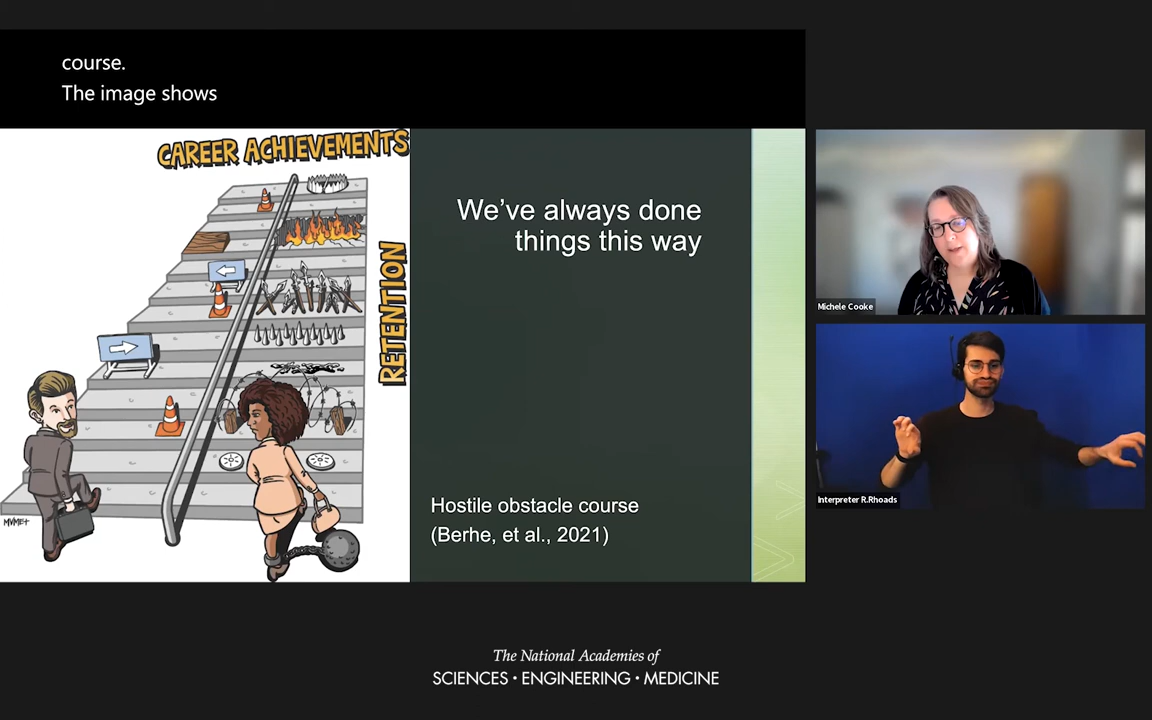 course.
The image shows
CAREER ACHIEVEMENTS
RETENTION
We've always done
things this way
Hostile obstacle course
(Berhe, et al., 2021)
Michele Cooke
Interpreter R.Rhoads
The National Academies of
SCIENCES • ENGINEERING • MEDICINE